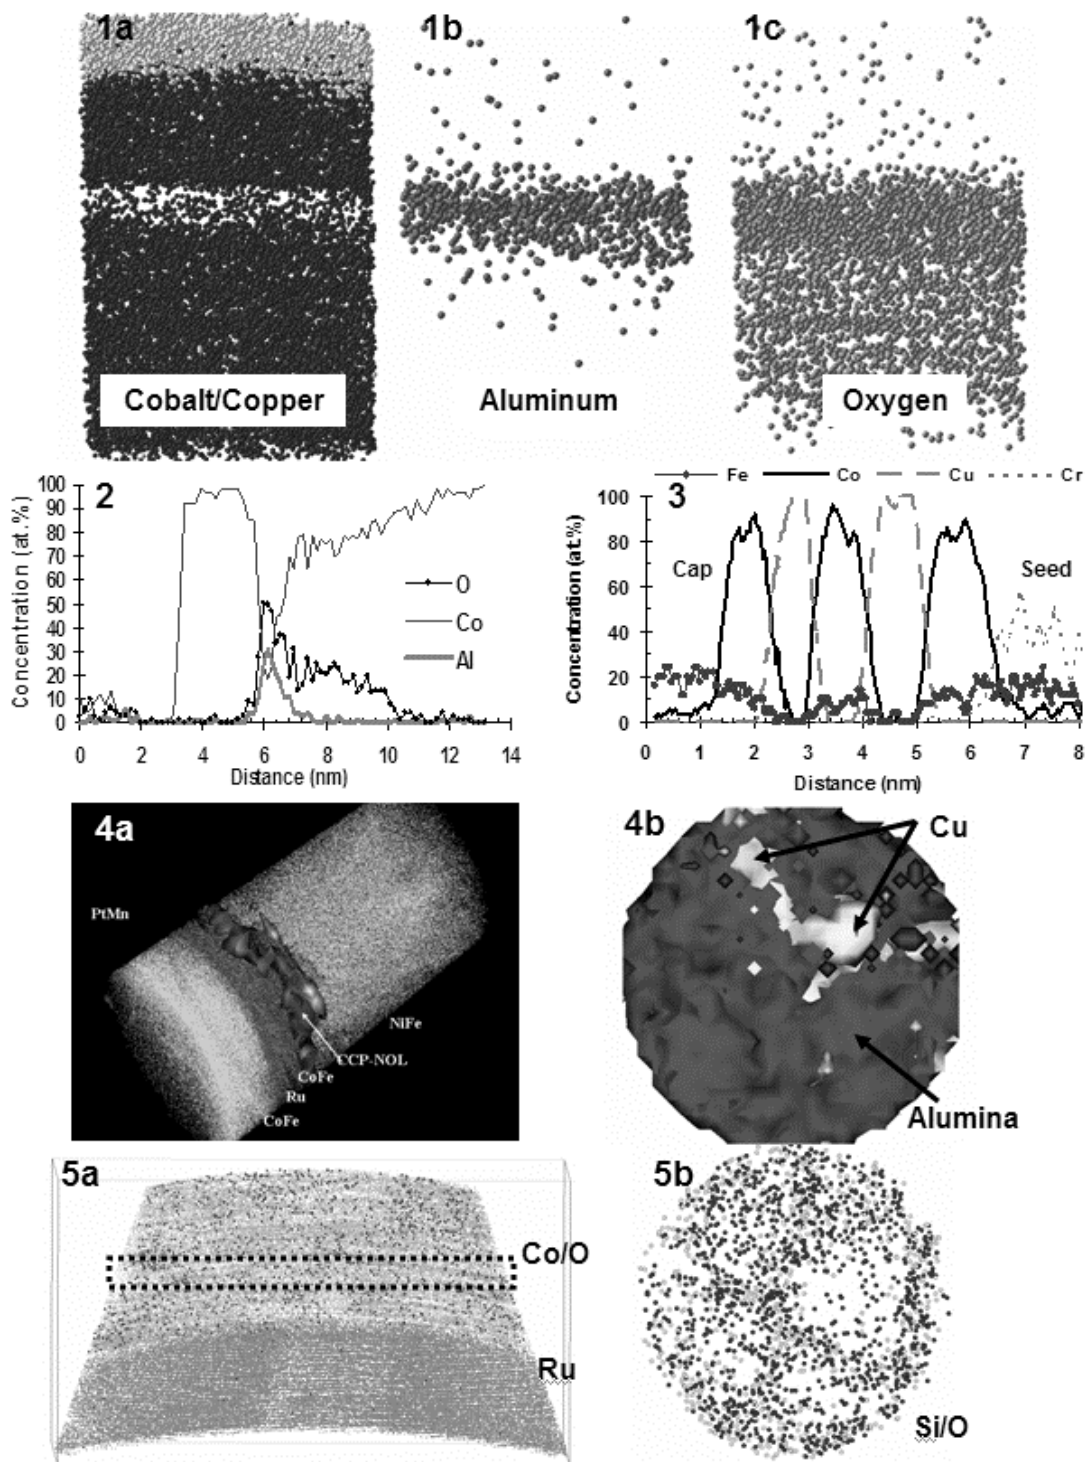 1a
1b
1c
Cobalt/Copper
Aluminum
Oxygen
2
Concentration (at.%)
100
90
80
70
60
50
40
30
20
10
0
O
Co
Al
0 2 4 6 8 10 12 14
Distance (nm)
Fe Co Cu Cr
3
Concentration (at.%)
100
80
60
40
20
0
Cap
Seed
0 1 2 3 4 5 6 7 8
Distance (nm)
4a
PtMn
NiFe
CCP-NOL
CoFe
Ru
CoFe
4b
Cu
Alumina
5a
Co/O
Ru
5b
Si/O